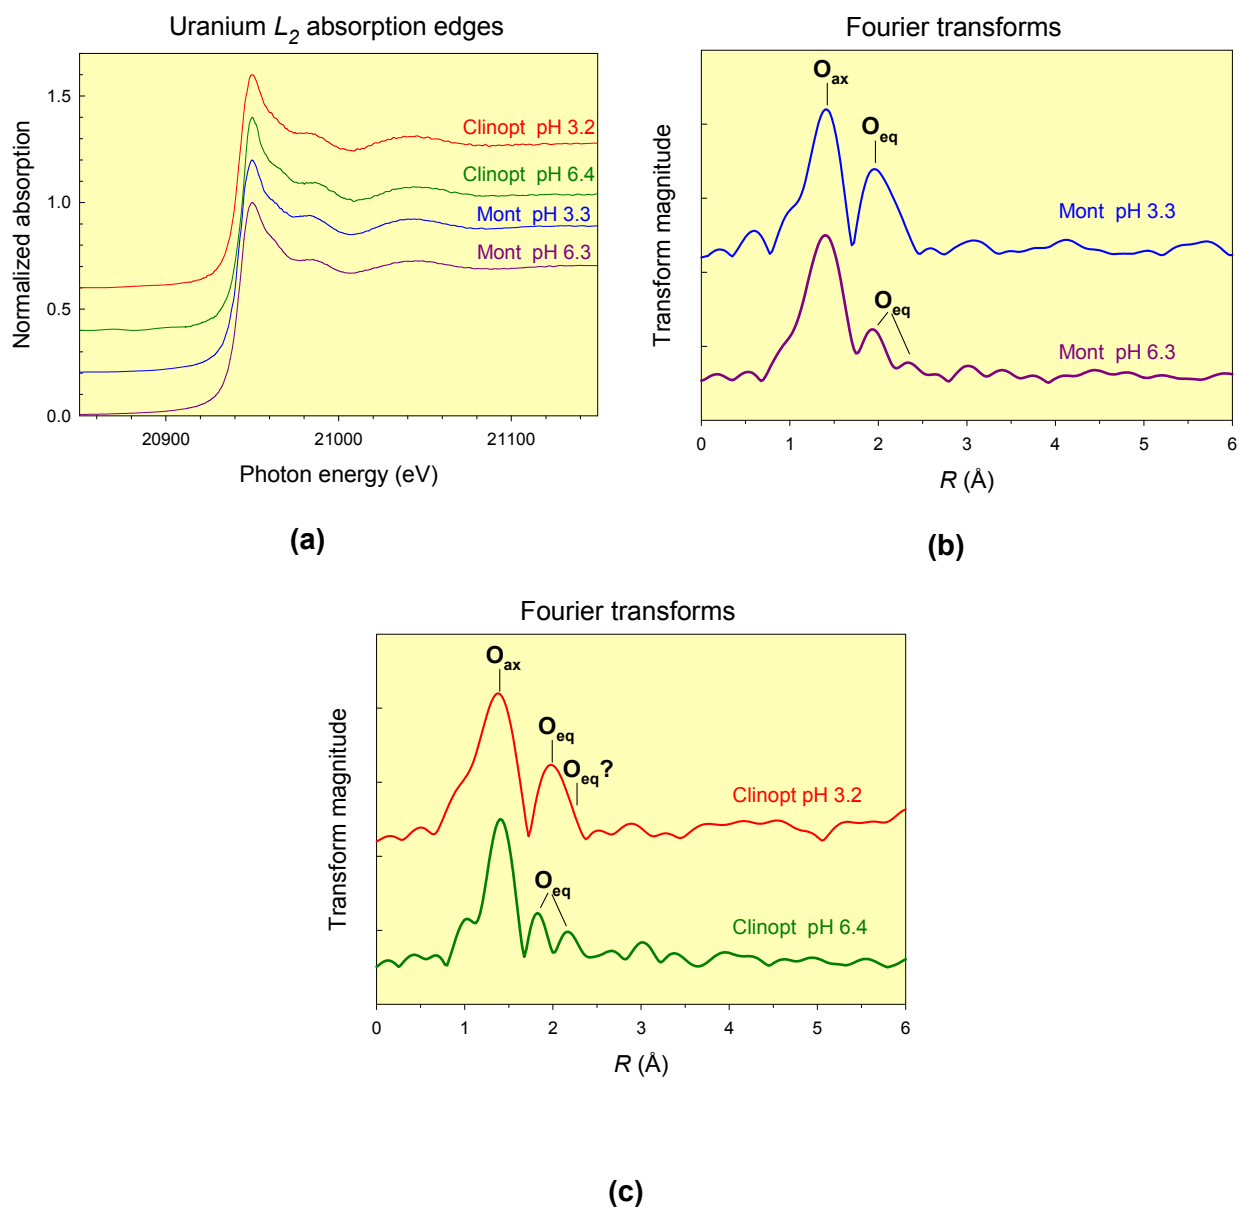 Uranium L2 absorption edges
Normalized absorption
1.5
1.0
0.5
0.0
Clinopt pH 3.2
Clinopt pH 6.4
Mont pH 3.3
Mont pH 6.3
20900
21000
21100
Photon energy (eV)
(a)
Fourier transforms
Transform magnitude
Oax
Oeq
Mont pH 3.3
Oeq
Mont pH 6.3
0 1 2 3 4 5 6
R (Å)
(b)
Fourier transforms
Transform magnitude
Oax
Oeq
Oeq?
Clinopt pH 3.2
Oeq
Clinopt pH 6.4
0 1 2 3 4 5 6
R (Å)
(c)